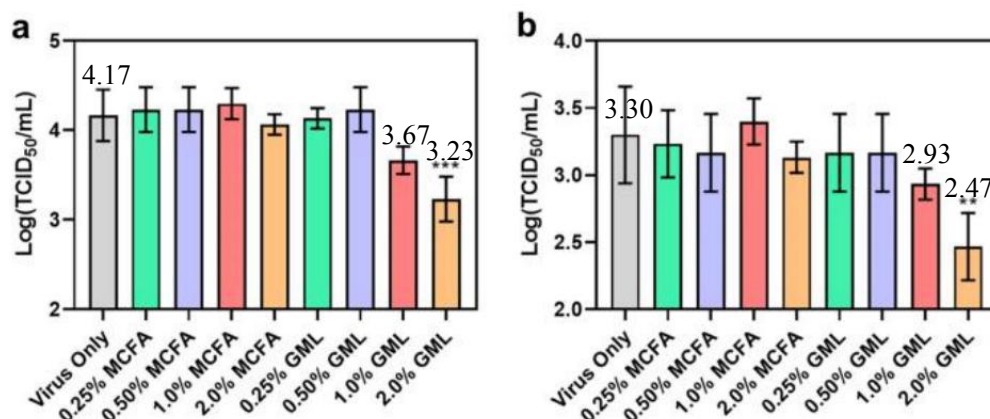 a
Log(TCID50/mL)
5
4
3
2
4.17
3.67
3.23
***
Virus Only
0.25% MCFA
0.50% MCFA
1.0% MCFA
2.0% MCFA
0.25% GML
0.50% GML
1.0% GML
2.0% GML
b
Log(TCID50/mL)
4.0
3.5
3.0
2.5
2.0
3.30
2.93
2.47
**
Virus Only
0.25% MCFA
0.50% MCFA
1.0% MCFA
2.0% MCFA
0.25% GML
0.50% GML
1.0% GML
2.0% GML